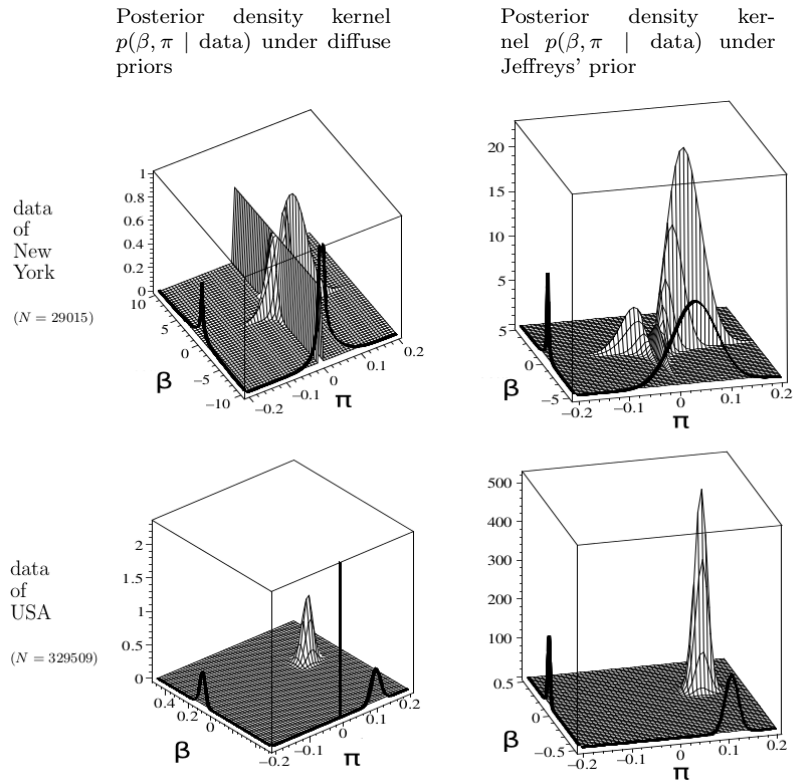 Posterior density kernel
p(β, π | data) under diffuse
priors
Posterior density ker-
nel p(β, π | data) under
Jeffreys' prior
data
of
New
York
(N = 29015)
1
0.8
0.6
0.4
0.2
0
10
5
0
−5
−10
β
−0.2
−0.1
0
0.1
0.2
π
20
15
10
5
5
0
−5
β
−0.2
−0.1
0
0.1
0.2
π
data
of
USA
(N = 329509)
2
1.5
1
0.5
0
0.4
0.2
0
−0.2
β
−0.1
0
0.1
0.2
π
500
400
300
200
100
0.5
0
−0.5
β
−0.2
−0.1
0
0.1
0.2
π